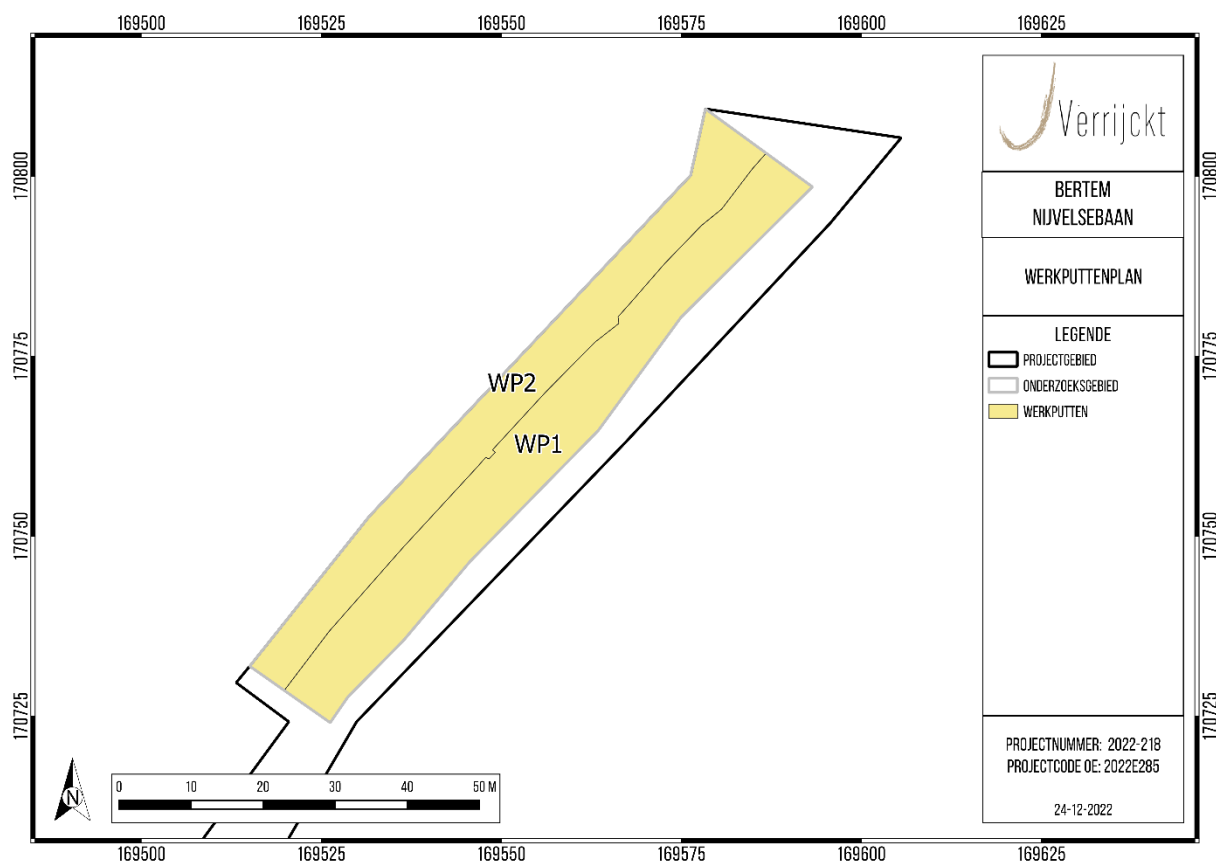 169500 169525 169550 169575 169600 169625
170800 170800
170775 170775
170750 170750
170725 170725
WP2
WP1
0 10 20 30 40 50 M
N
169500 169525 169550 169575 169600 169625
Verrijckt
BERTEM
NIJVELSEBAAN
WERKPUTTENPLAN
LEGENDE
PROJECTGEBIED
ONDERZOEKSGEBIED
WERKPUTTEN
PROJECTNUMMER: 2022-218
PROJECTCODE OE: 2022E285
24-12-2022